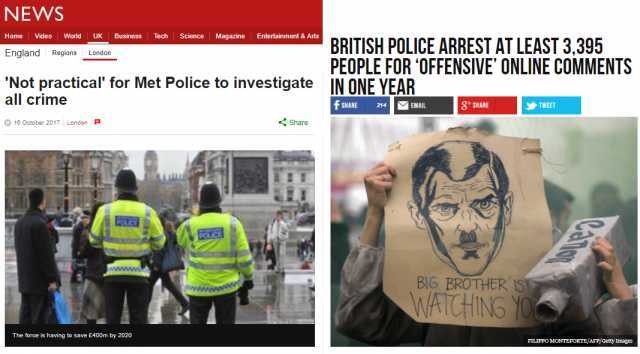 NEWS
Home Video World UK Business Tech Science Magazine Entertainment & Arts
England Regions London
'Not practical' for Met Police to investigate
all crime
16 October 2017 London
Share
POLICE
POLICE
The force is having to save £400m by 2020
BRITISH POLICE ARREST AT LEAST 3,395
PEOPLE FOR 'OFFENSIVE' ONLINE COMMENTS
IN ONE YEAR
f SHARE 214 EMAIL g+ SHARE TWEET
BIG BROTHER IS
WATCHING YOU
FILIPPO MONTEFORTE/AFP/Getty Images